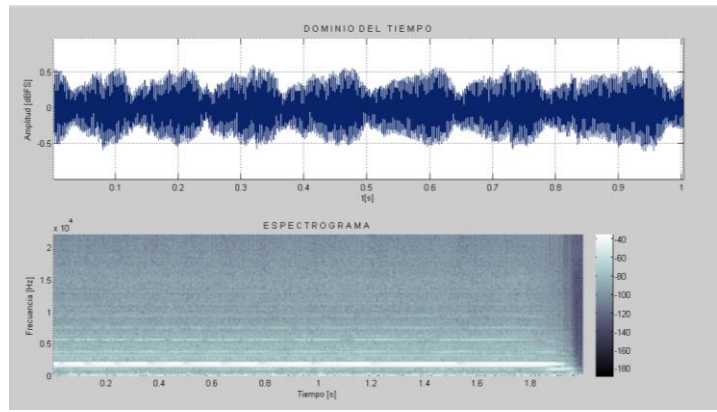 DOMINIO DEL TIEMPO
Amplitud [dBFS]
0.5
0
-0.5
0.1 0.2 0.3 0.4 0.5 0.6 0.7 0.8 0.9 1
t[s]
ESPECTROGRAMA
x 10^4
Frecuencia [Hz]
2
1.5
1
0.5
0
0.2 0.4 0.6 0.8 1 1.2 1.4 1.6 1.8
Tiempo [s]
-40
-60
-80
-100
-120
-140
-160
-180